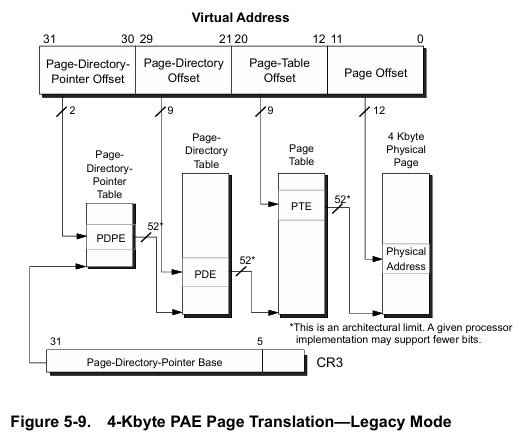 Virtual Address
31 30 29 21 20 12 11 0
Page-Directory- Page-Directory Page-Table Page Offset
Pointer Offset Offset Offset
2 9 9 12
Page-
Directory-
Pointer
Table
Page-
Directory
Table
Page
Table
4 Kbyte
Physical
Page
PDPE
52*
PDE
52*
PTE
52*
Physical
Address
*This is an architectural limit. A given processor
implementation may support fewer bits.
31 5
Page-Directory-Pointer Base CR3
Figure 5-9. 4-Kbyte PAE Page Translation—Legacy Mode